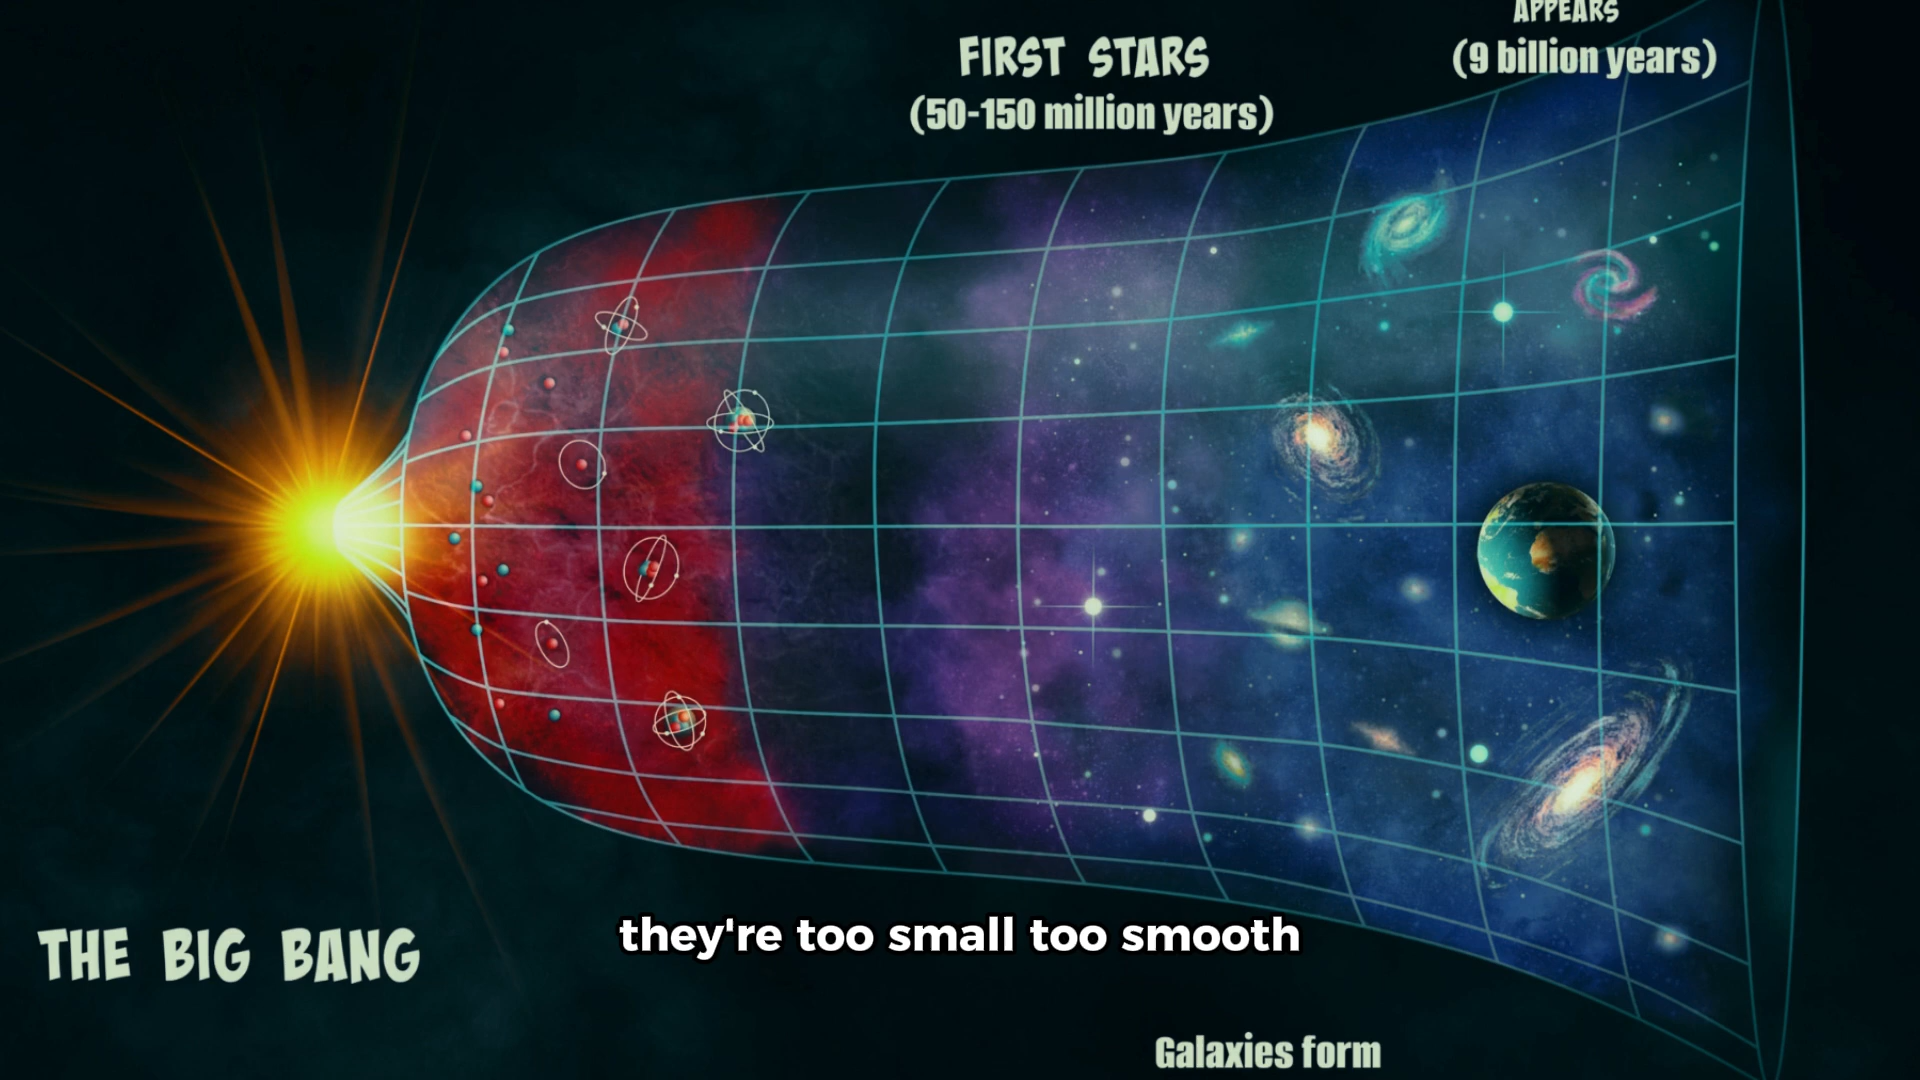 APPEARS
(9 billion years)
FIRST STARS
(50-150 million years)
THE BIG BANG
they're too small too smooth
Galaxies form